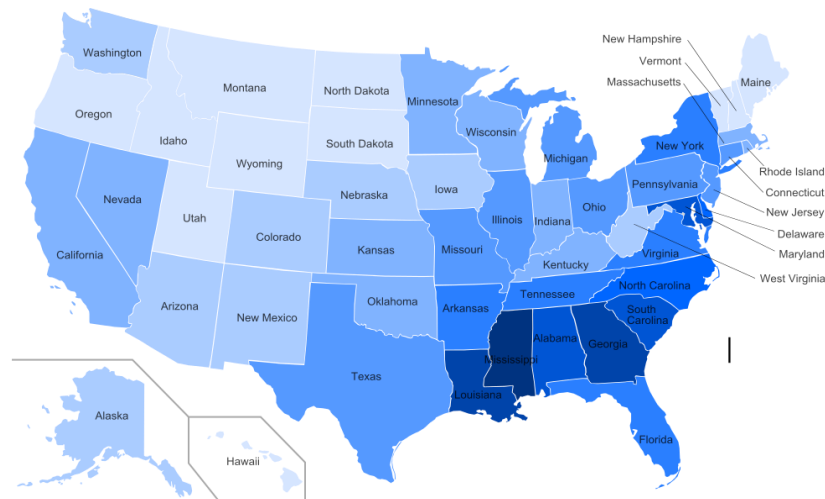 New Hampshire
Washington
Vermont
Maine
Montana
North Dakota
Massachusetts
Minnesota
Oregon
Wisconsin
South Dakota
New York
Idaho
Michigan
Wyoming
Rhode Island
Pennsylvania
Iowa
Nebraska
Connecticut
Nevada
Ohio
New Jersey
Utah
Illinois
Indiana
Delaware
Colorado
California
Kansas
Missouri
Virginia
Maryland
Kentucky
West Virginia
North Carolina
Tennessee
Oklahoma
Arizona
Arkansas
New Mexico
South
Carolina
Alabama
Georgia
Mississippi
Texas
Louisiana
Alaska
Florida
Hawaii